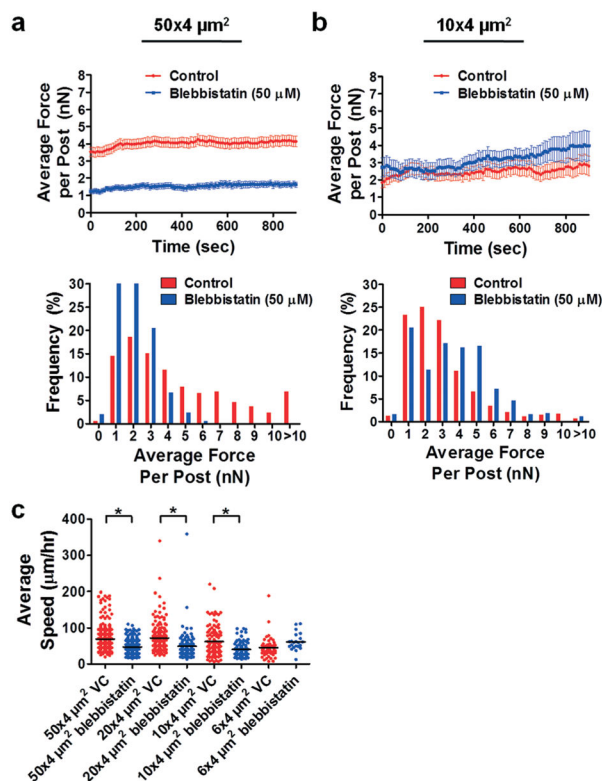 a
50x4 µm²
b
10x4 µm²
Control
Blebbistatin (50 µM)
Average Force
per Post (nN)
8
7
6
5
4
3
2
1
0
0 200 400 600 800
Time (sec)
Control
Blebbistatin (50 µM)
Average Force
per Post (nN)
8
7
6
5
4
3
2
1
0
0 200 400 600 800
Time (sec)
Control
Blebbistatin (50 µM)
Frequency (%)
30
25
20
15
10
5
0
0 1 2 3 4 5 6 7 8 9 10 >10
Average Force
Per Post (nN)
Control
Blebbistatin (50 µM)
Frequency (%)
30
25
20
15
10
5
0
0 1 2 3 4 5 6 7 8 9 10 >10
Average Force
Per Post (nN)
c
Average
Speed (µm/hr)
400
300
200
100
0
* * *
50x4 µm² VC
50x4 µm² blebbistatin
20x4 µm² VC
20x4 µm² blebbistatin
10x4 µm² VC
10x4 µm² blebbistatin
6x4 µm² VC
6x4 µm² blebbistatin